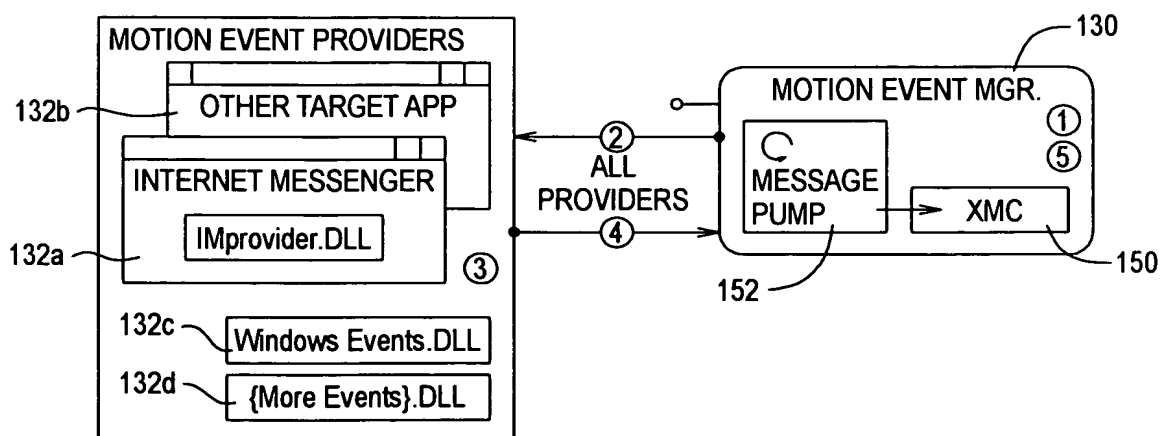 MOTION EVENT PROVIDERS
132b
OTHER TARGET APP
INTERNET MESSENGER
IMprovider.DLL
132a
③
132c
Windows Events.DLL
132d
{More Events}.DLL
②
ALL
PROVIDERS
④
130
MOTION EVENT MGR.
①
⑤
MESSAGE
PUMP
XMC
152
150